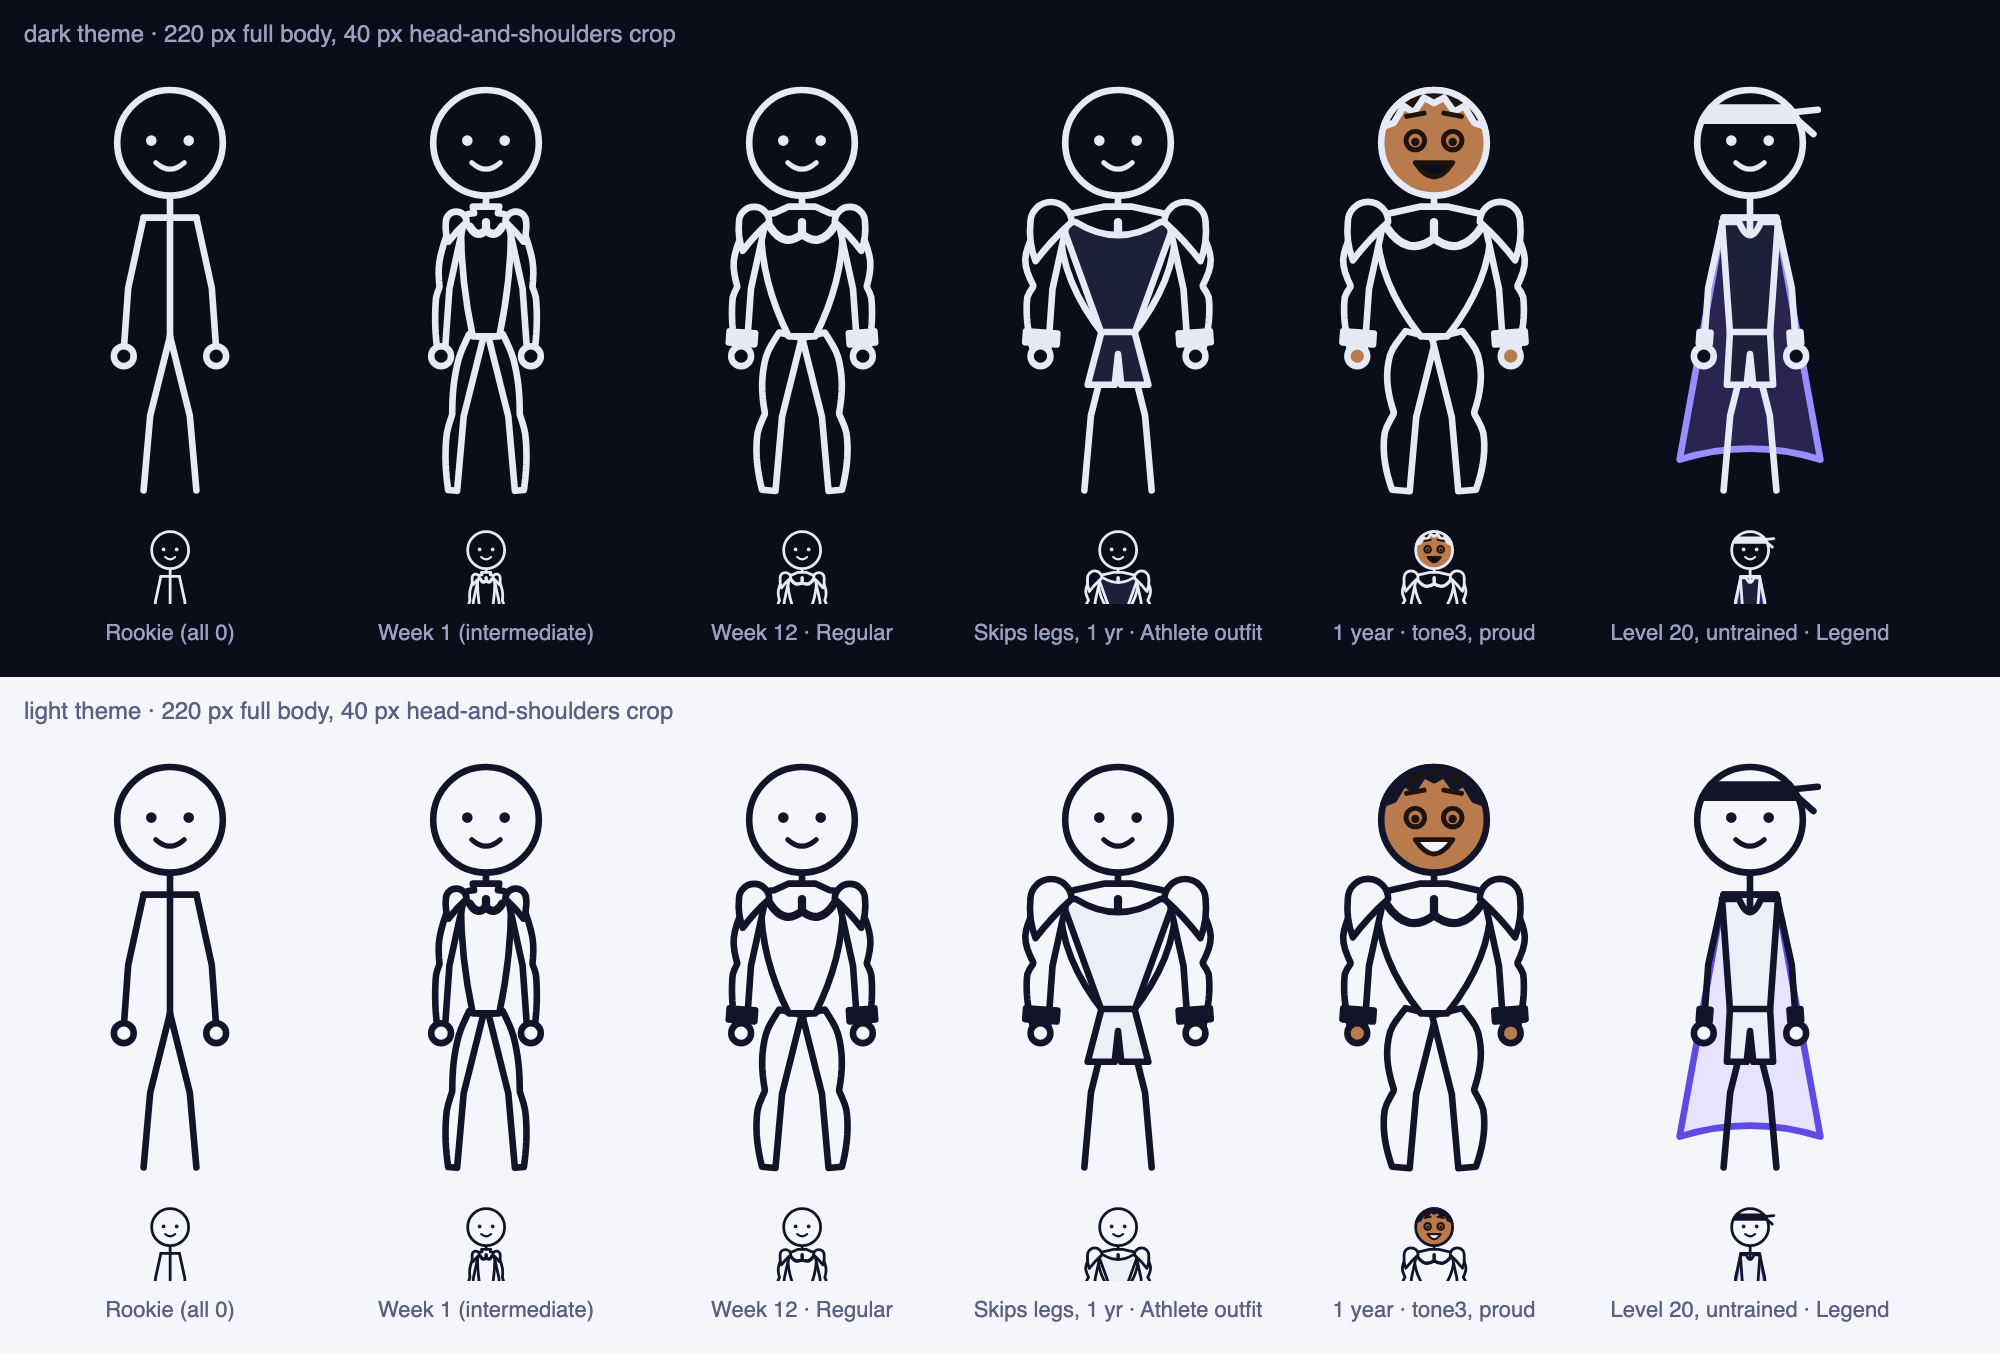 dark theme · 220 px full body, 40 px head-and-shoulders crop
Rookie (all 0)
Week 1 (intermediate)
Week 12 · Regular
Skips legs, 1 yr · Athlete outfit
1 year · tone3, proud
Level 20, untrained · Legend
light theme · 220 px full body, 40 px head-and-shoulders crop
Rookie (all 0)
Week 1 (intermediate)
Week 12 · Regular
Skips legs, 1 yr · Athlete outfit
1 year · tone3, proud
Level 20, untrained · Legend